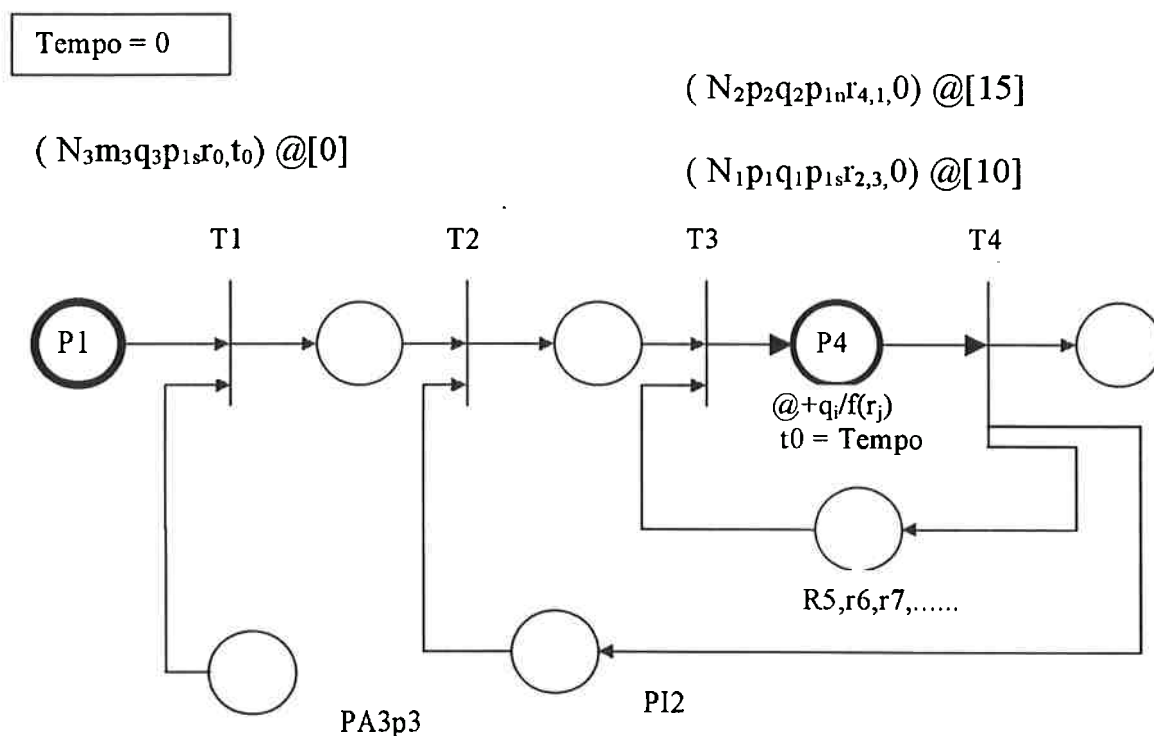 Tempo = 0
( N₂p₂q₂p₁ₙr₄,₁,0) @[15]
( N₃m₃q₃p₁ₛr₀,t₀) @[0]
( N₁p₁q₁p₁ₛr₂,₃,0) @[10]
T1 T2 T3 T4
P1 P4
@+qᵢ/f(rⱼ)
t0 = Tempo
R5,r6,r7,......
PI2
PA3p3